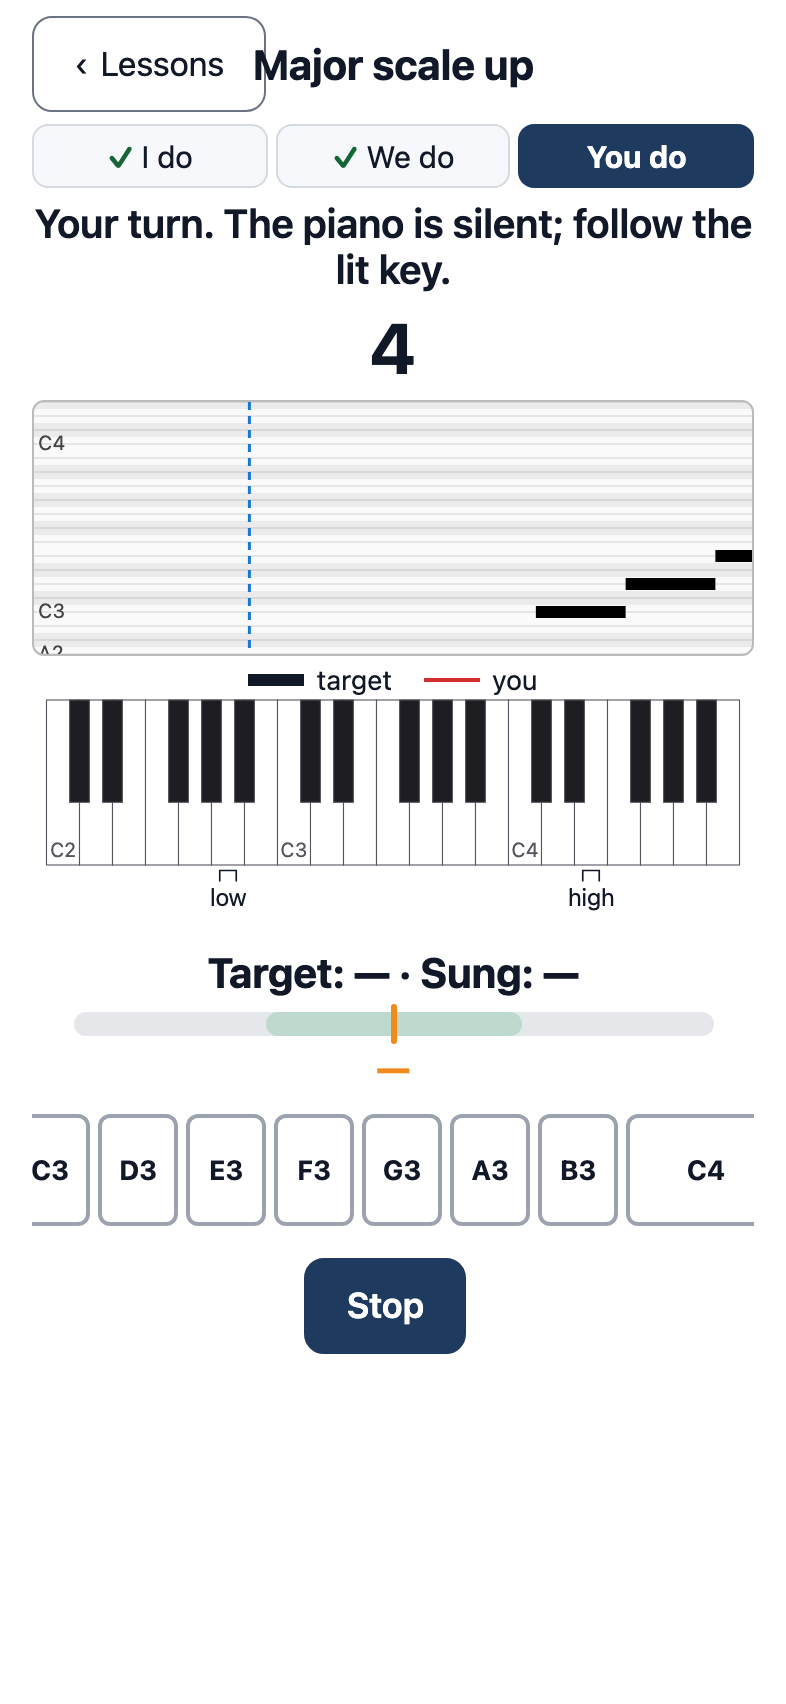 ‹ Lessons
Major scale up
✓ I do
✓ We do
You do
Your turn. The piano is silent; follow the
lit key.
4
C4
C3
A2
target
you
C2
C3
C4
low
high
Target: — · Sung: —
—
C3
D3
E3
F3
G3
A3
B3
C4
Stop